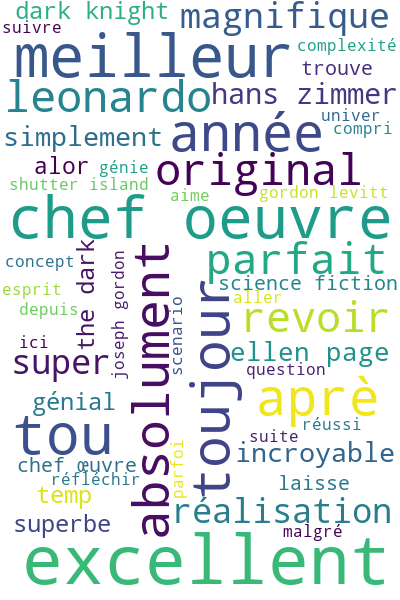 dark knight
magnifique
suivre
meilleur
complexité
trouve
leonardo
hans zimmer
univer
compri
simplement
année
alor
génie
original
shutter island
aime
gordon levitt
chef oeuvre
parfait
concept
the dark
joseph gordon
absolument
scenario
toujour
science fiction
esprit
aller
depuis
revoir
ici
super
ellen page
question
génial
aprè
tou
réussi
suite
incroyable
chef œuvre
réfléchir
parfoi
laisse
temp
superbe
réalisation
malgré
excellent